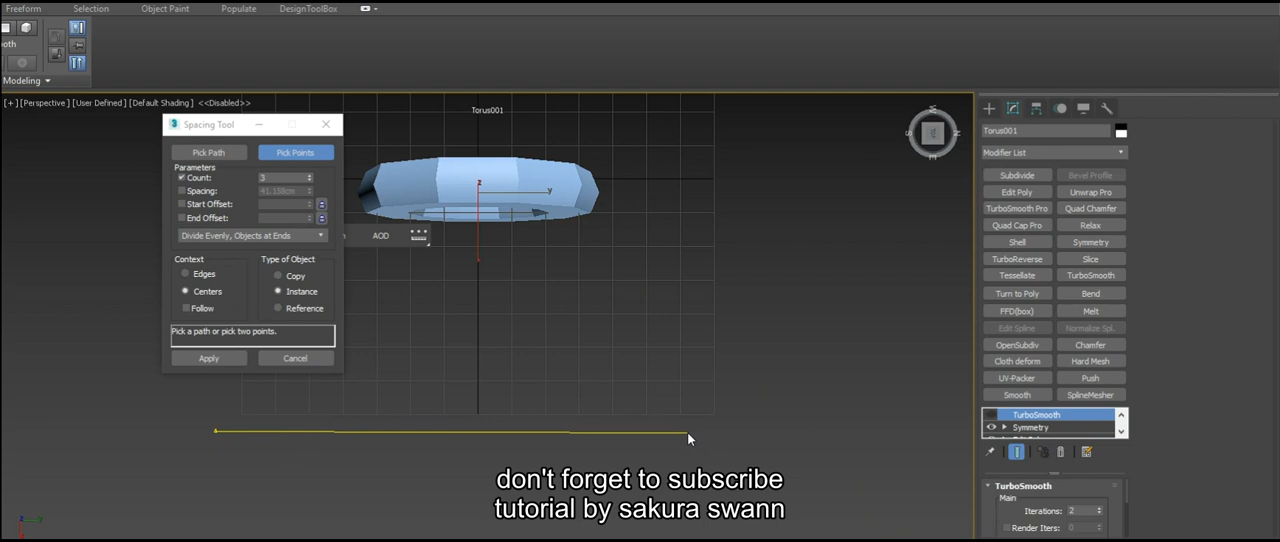 Freeform Selection Object Paint Populate DesignToolBox
oth
Modeling
[+] [Perspective] [User Defined] [Default Shading] <<Disabled>>
Torus001
3 Spacing Tool
Pick Path Pick Points
Parameters
Count: 3
Spacing: 41.158cm
Start Offset:
End Offset:
Divide Evenly, Objects at Ends
Context Type of Object
Edges Copy
Centers Instance
Follow Reference
Pick a path or pick two points.
Apply Cancel
AOD
z
y
W
S N
E
Torus001
Modifier List
Subdivide Bevel Profile
Edit Poly Unwrap Pro
TurboSmooth Pro Quad Chamfer
Quad Cap Pro Relax
Shell Symmetry
TurboReverse Slice
Tessellate TurboSmooth
Turn to Poly Bend
FFD(box) Melt
Edit Spline Normalize Spl.
OpenSubdiv Chamfer
Cloth deform Hard Mesh
UV-Packer Push
Smooth SplineMesher
TurboSmooth
Symmetry
TurboSmooth
Main
Iterations: 2
Render Iters: 0
don't forget to subscribe
tutorial by sakura swann